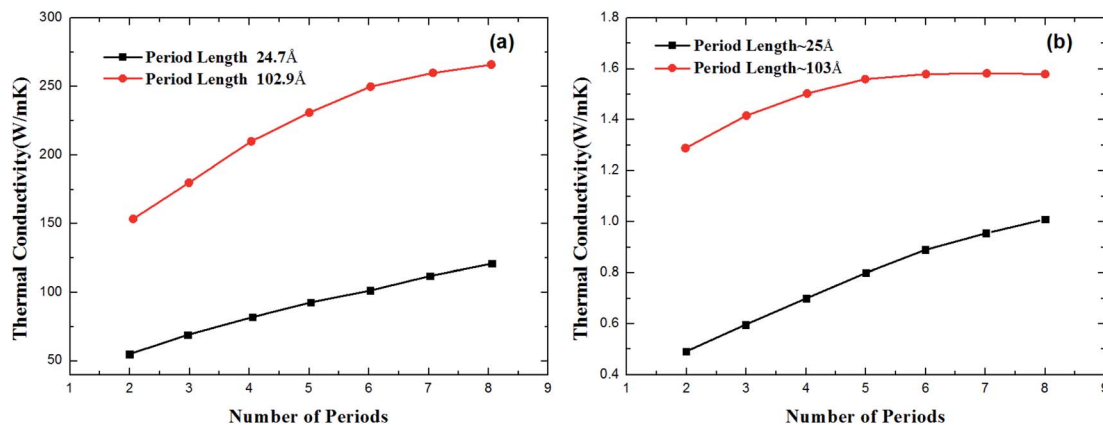 300
250
200
150
100
50
Thermal Conductivity(W/mK)
Period Length 24.7Å
Period Length 102.9Å
(a)
1 2 3 4 5 6 7 8 9
Number of Periods
1.8
1.6
1.4
1.2
1.0
0.8
0.6
0.4
Thermal Conductivity(W/mK)
Period Length~25Å
Period Length~103Å
(b)
1 2 3 4 5 6 7 8 9
Number of Periods